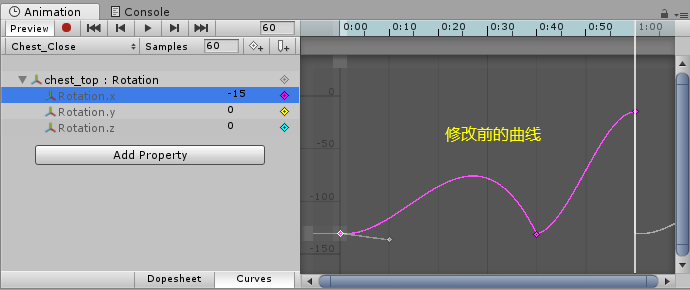 Animation Console
Preview 60 0:00 0:10 0:20 0:30 0:40 0:50 1:00
Chest_Close Samples 60
chest_top : Rotation
Rotation.x -15
Rotation.y 0
Rotation.z 0
Add Property
0
-50
-100
-150
修改前的曲线
Dopesheet Curves